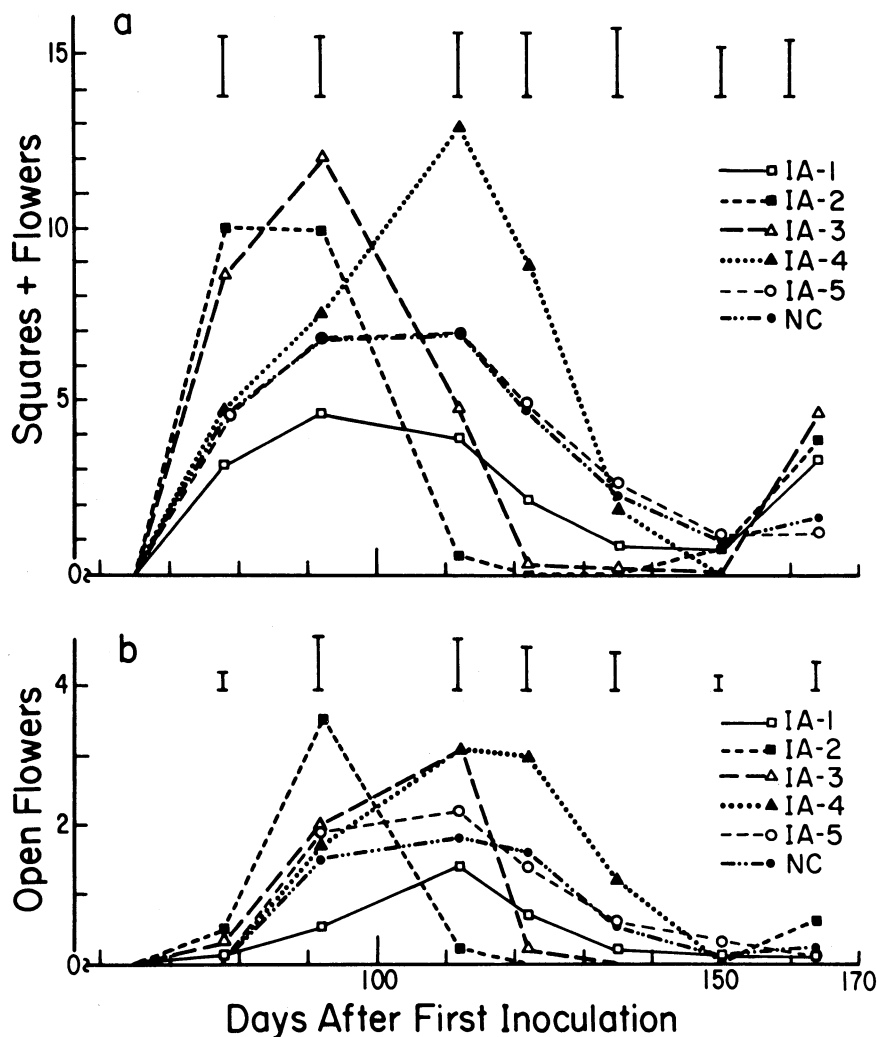 a
15
10
5
0
Squares + Flowers
IA-1
IA-2
IA-3
IA-4
IA-5
NC
b
4
2
0
Open Flowers
IA-1
IA-2
IA-3
IA-4
IA-5
NC
100
150
170
Days After First Inoculation